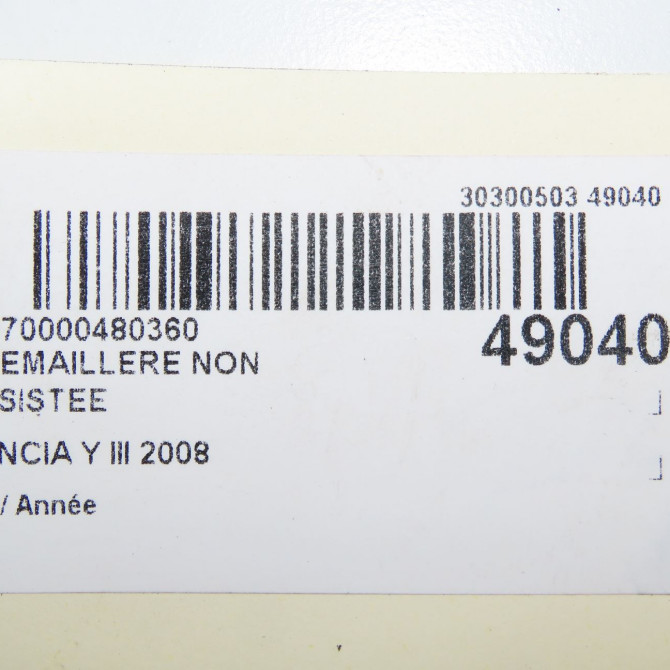 30300503 49040
70000480360
49040
EMAILLERE NON
SISTEE
NCIA Y III 2008
/ Année